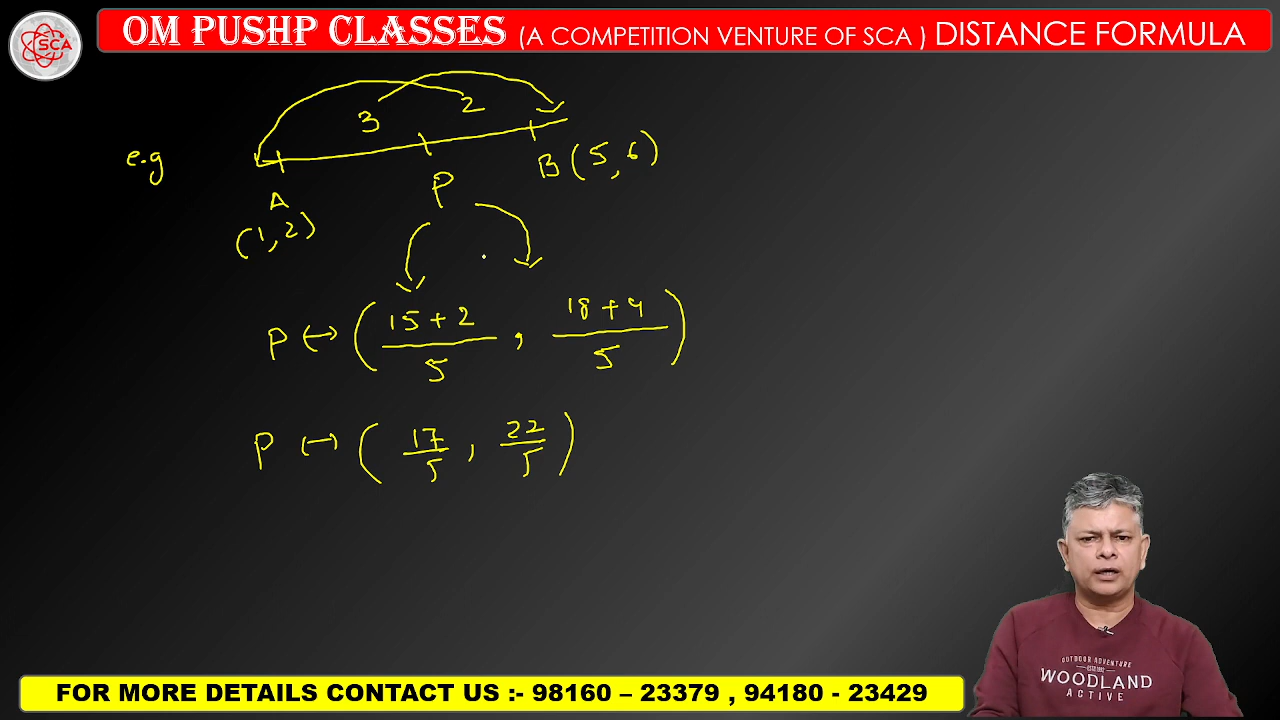 SCA
OM PUSHP CLASSES (A COMPETITION VENTURE OF SCA ) DISTANCE FORMULA
e.g
3 2
A P B (5, 6)
(1, 2)
P ↔ ( 15 + 2 / 5 , 18 + 4 / 5 )
P ↔ ( 17 / 5 , 22 / 5 )
OUTDOOR ADVENTURE
WOODLAND
ACTIVE
FOR MORE DETAILS CONTACT US :- 98160 – 23379 , 94180 - 23429